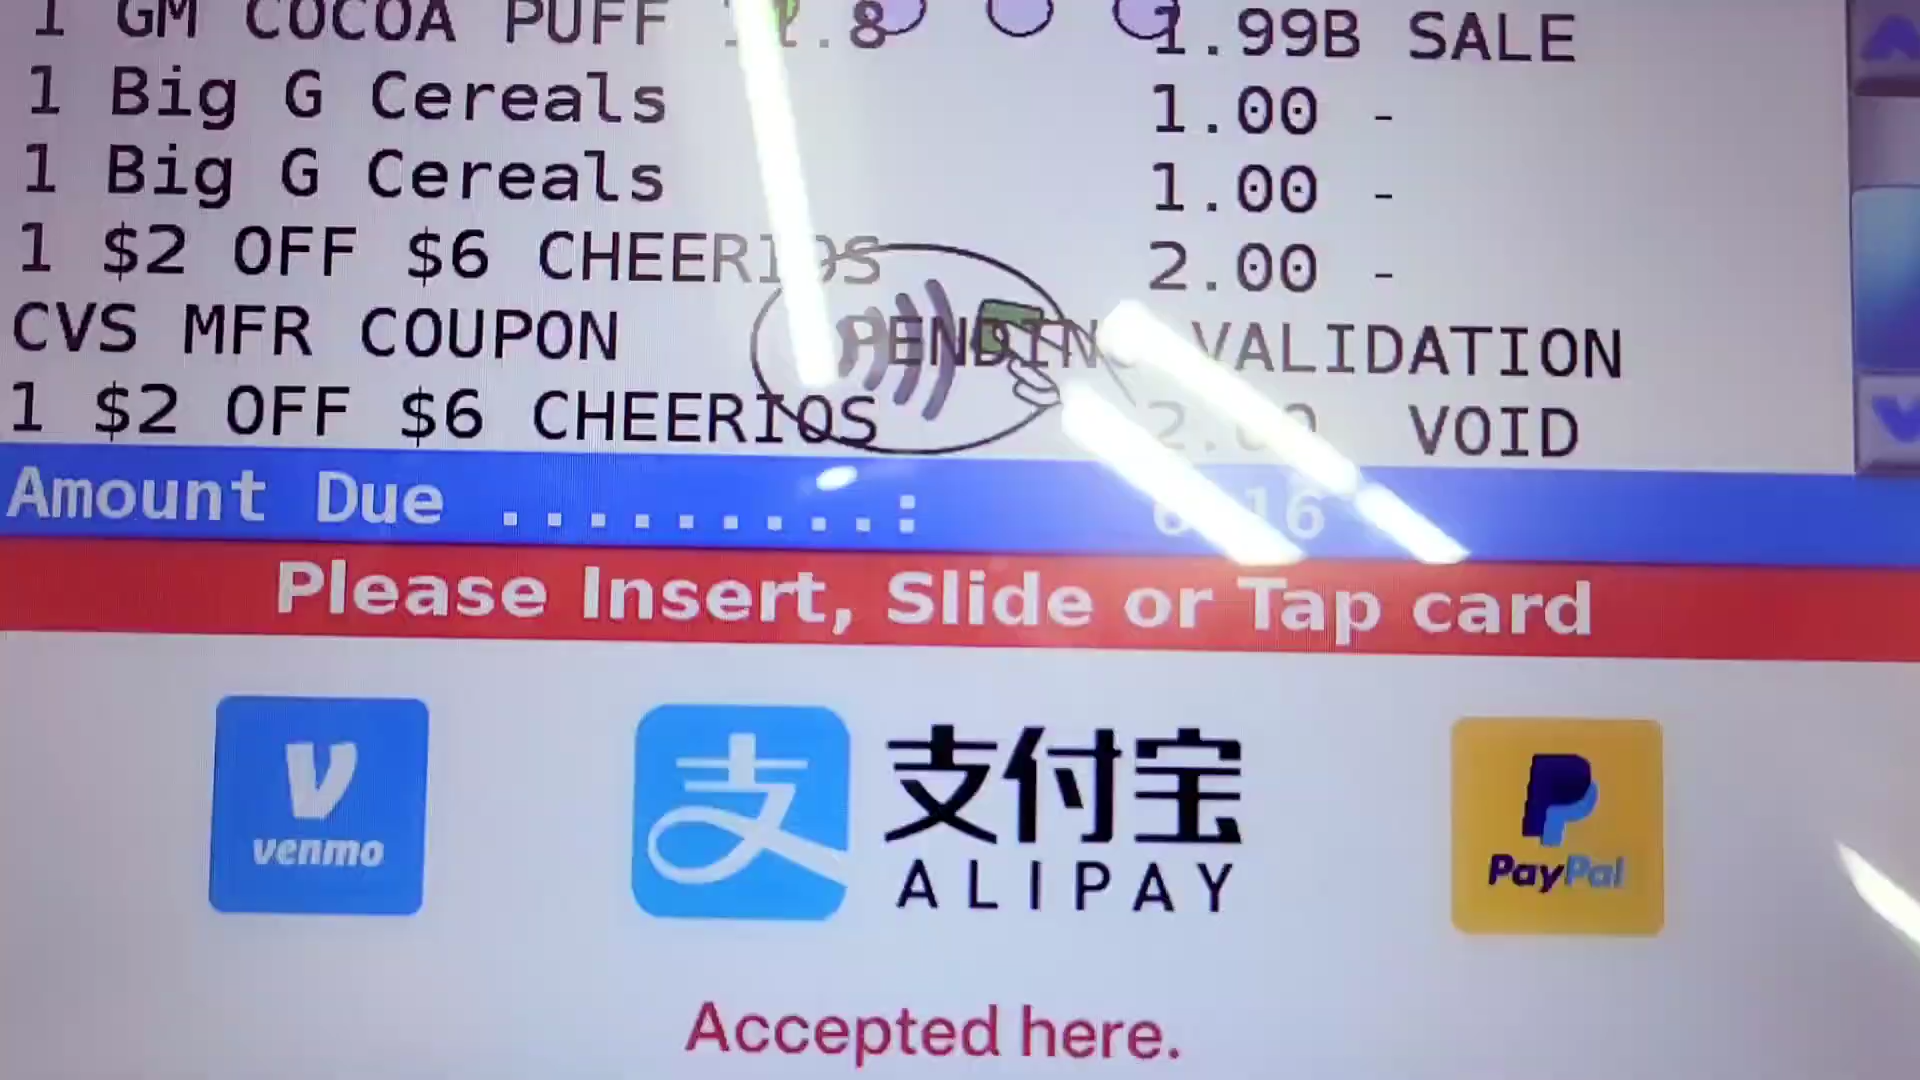 1 GM COCOA PUFF .8 1.99B SALE
1 Big G Cereals 1.00 -
1 Big G Cereals 1.00 -
1 $2 OFF $6 CHEERIOS 2.00 -
CVS MFR COUPON PENDING VALIDATION
1 $2 OFF $6 CHEERIOS VOID
Amount Due .........:
Please Insert, Slide or Tap card
venmo
支付宝
ALIPAY
PayPal
Accepted here.